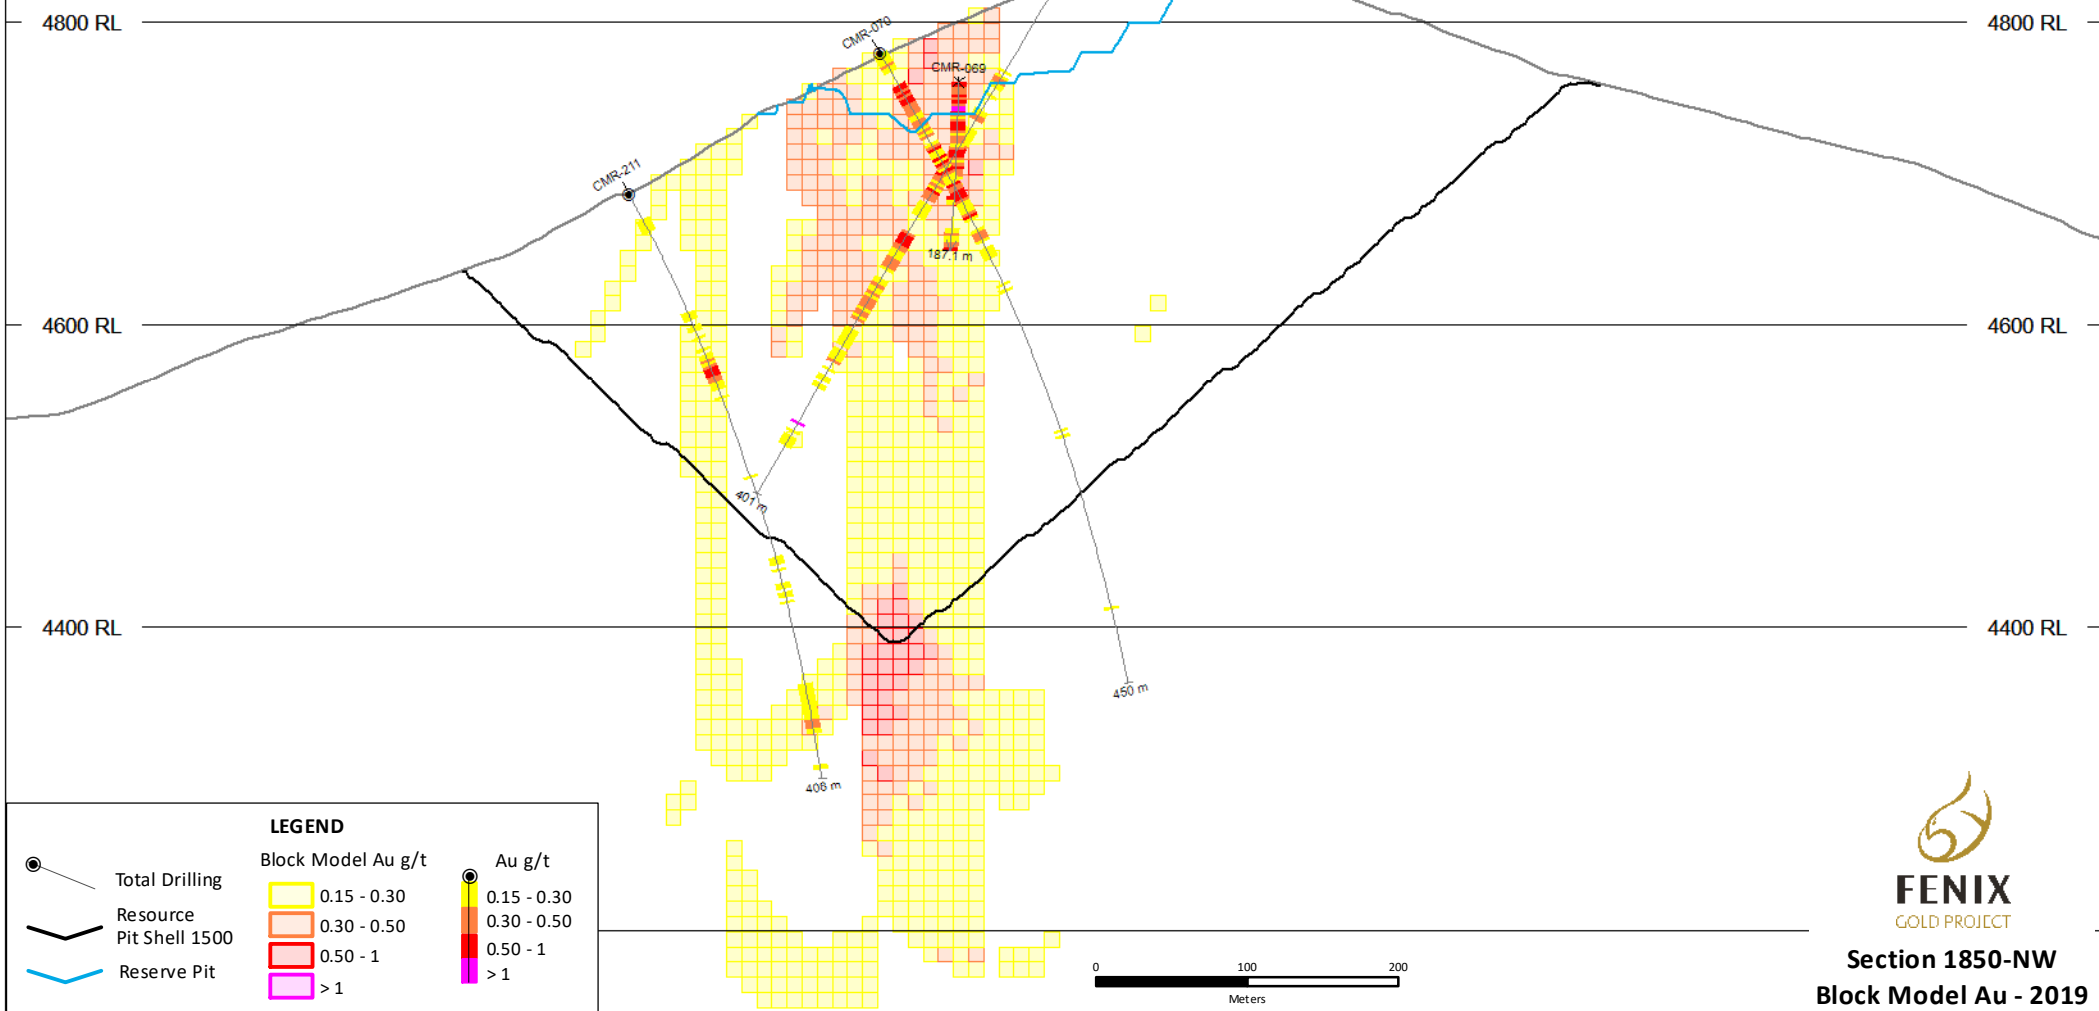 4800 RL
4800 RL
CMR-070
CMR-069
CMR-211
187.1 m
4600 RL
4600 RL
401 m
4400 RL
4400 RL
450 m
406 m
LEGEND
Total Drilling
Resource
Pit Shell 1500
Reserve Pit
Block Model Au g/t
0.15 - 0.30
0.30 - 0.50
0.50 - 1
> 1
Au g/t
0.15 - 0.30
0.30 - 0.50
0.50 - 1
> 1
0 100 200
Meters
FENIX
GOLD PROJECT
Section 1850-NW
Block Model Au - 2019